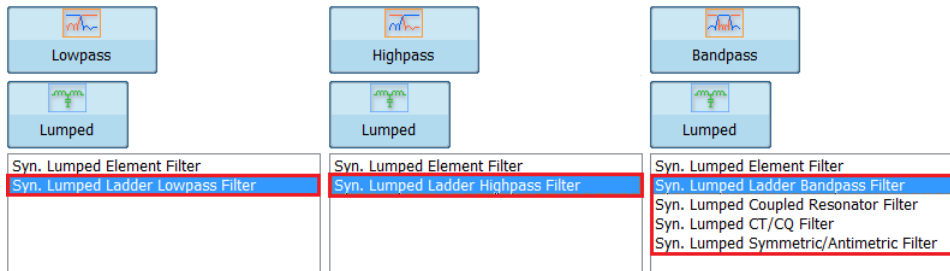 Lowpass
Lumped
Syn. Lumped Element Filter
Syn. Lumped Ladder Lowpass Filter
Highpass
Lumped
Syn. Lumped Element Filter
Syn. Lumped Ladder Highpass Filter
Bandpass
Lumped
Syn. Lumped Element Filter
Syn. Lumped Ladder Bandpass Filter
Syn. Lumped Coupled Resonator Filter
Syn. Lumped CT/CQ Filter
Syn. Lumped Symmetric/Antimetric Filter